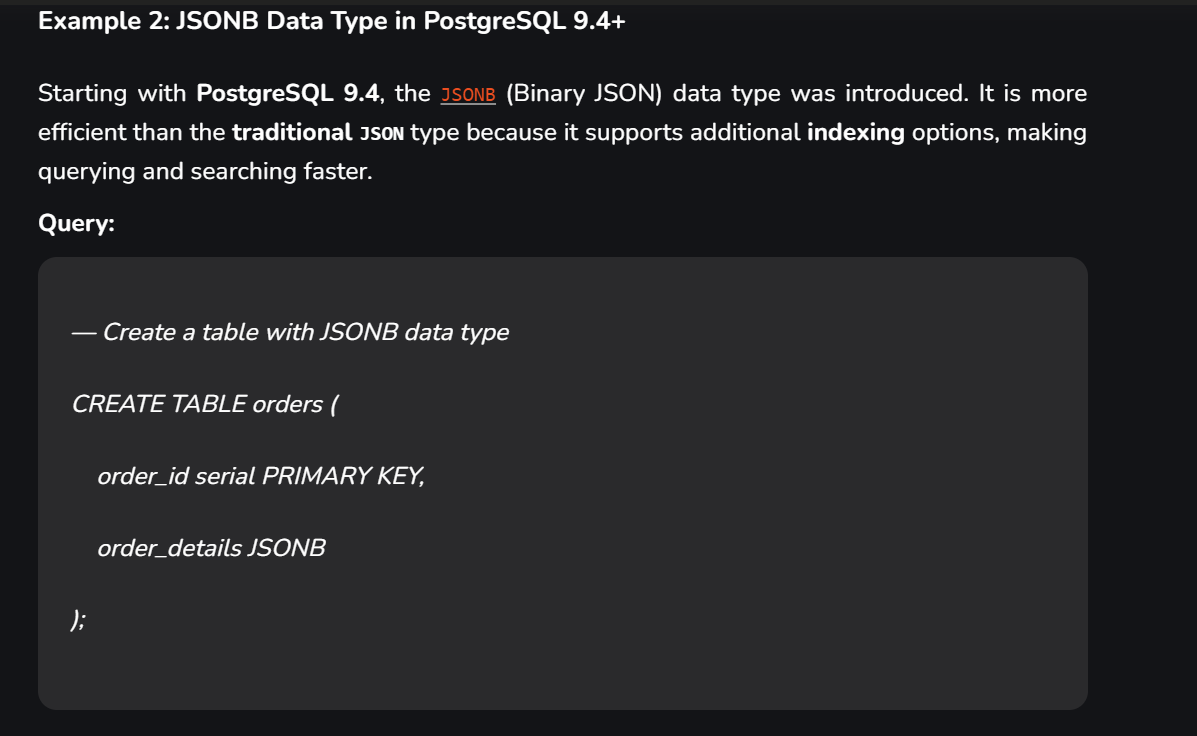 Example 2: JSONB Data Type in PostgreSQL 9.4+
Starting with PostgreSQL 9.4, the JSONB (Binary JSON) data type was introduced. It is more
efficient than the traditional JSON type because it supports additional indexing options, making
querying and searching faster.
Query:
— Create a table with JSONB data type
CREATE TABLE orders (
order_id serial PRIMARY KEY,
order_details JSONB
);